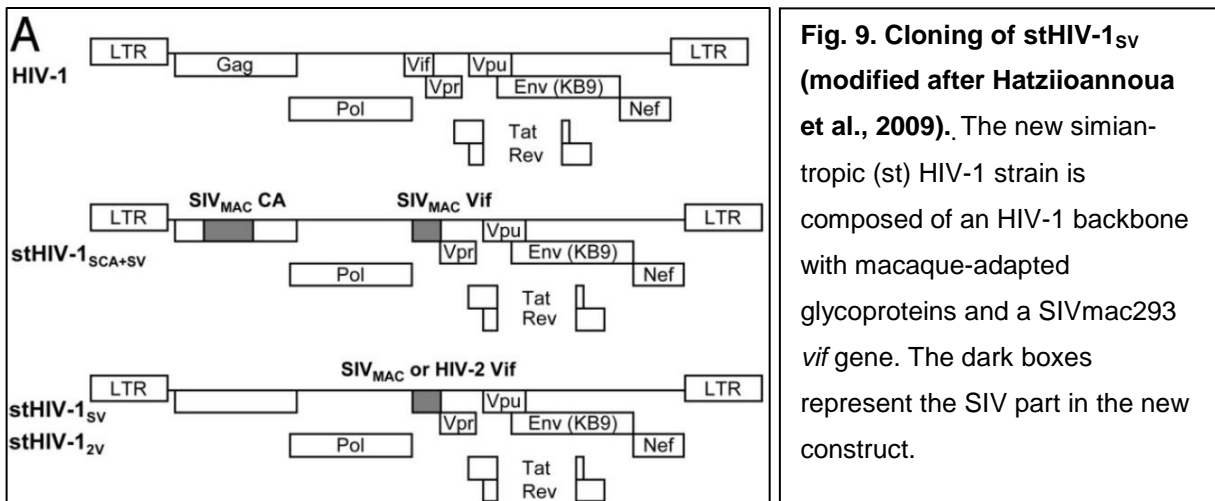 A
LTR LTR
HIV-1 Gag Vif Vpu
Vpr Env (KB9)
Pol Nef
Tat
Rev
SIVMAC CA SIVMAC Vif
LTR LTR
stHIV-1SCA+SV Vpu
Vpr Env (KB9)
Pol Nef
Tat
Rev
SIVMAC or HIV-2 Vif
LTR LTR
stHIV-1SV Vpu
Vpr Env (KB9)
stHIV-12V Pol Nef
Tat
Rev
Fig. 9. Cloning of stHIV-1SV
(modified after Hatziioannoua
et al., 2009). The new simian-
tropic (st) HIV-1 strain is
composed of an HIV-1 backbone
with macaque-adapted
glycoproteins and a SIVmac293
vif gene. The dark boxes
represent the SIV part in the new
construct.